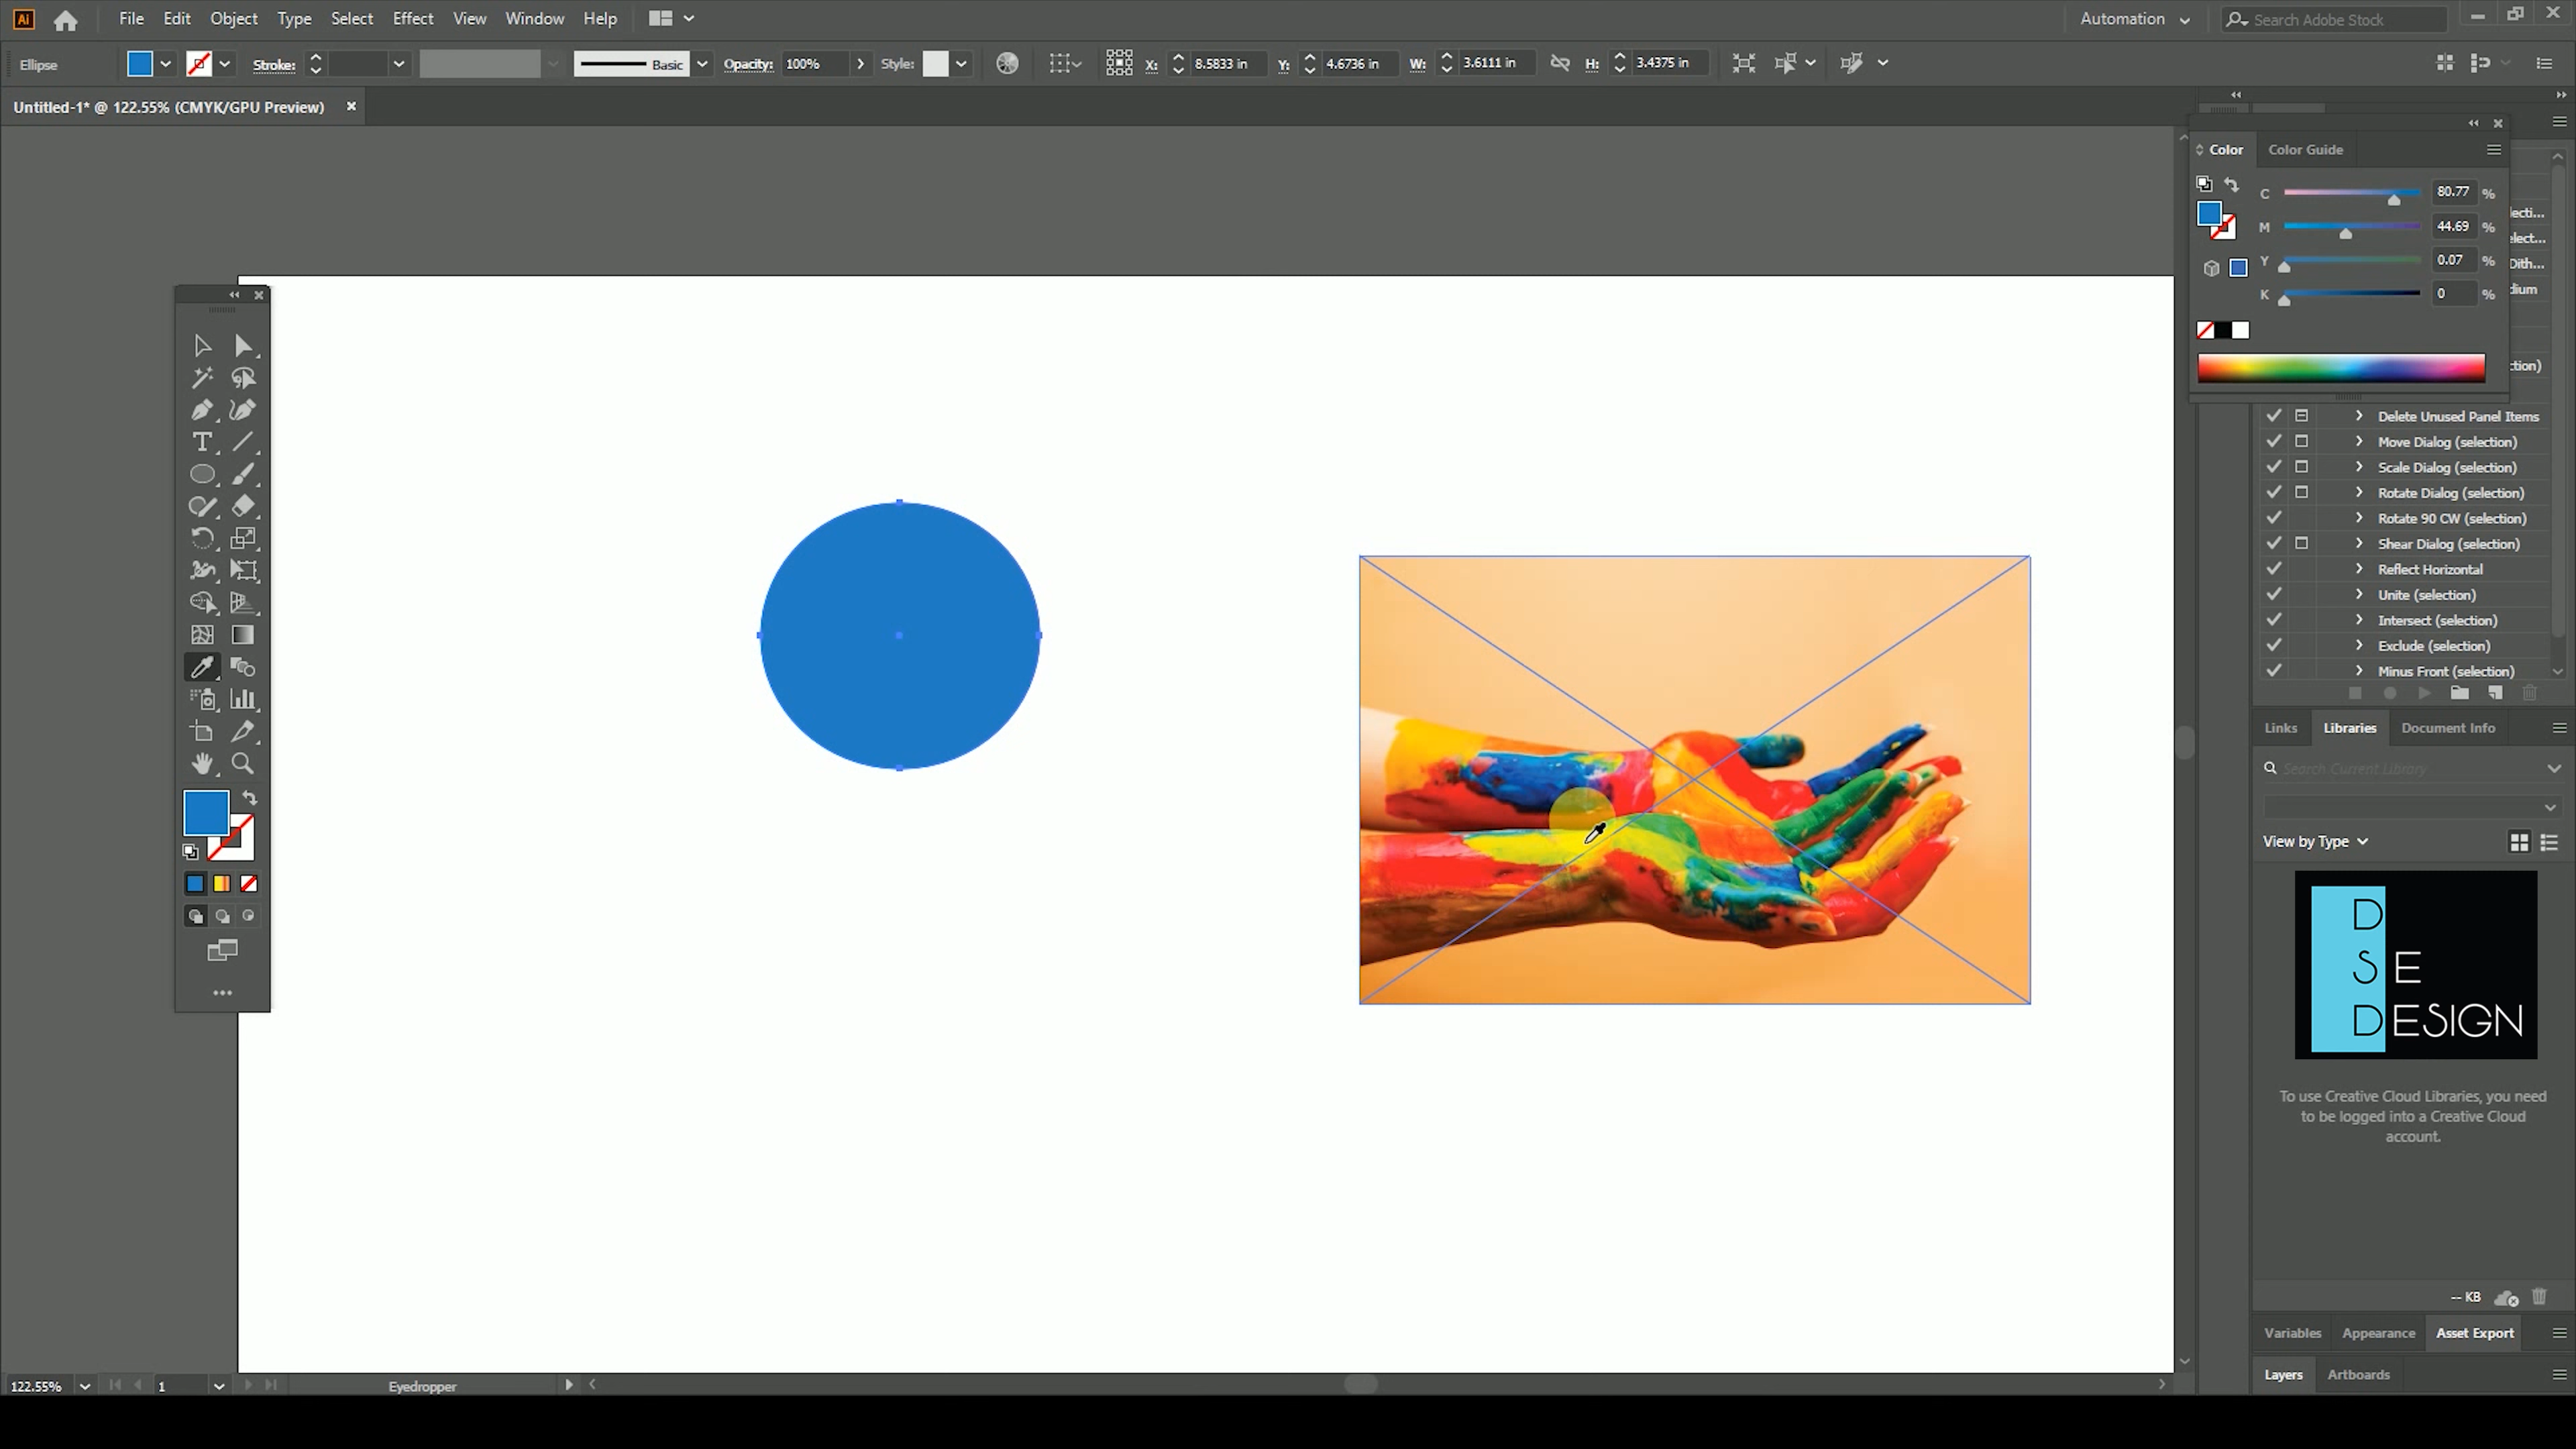 Ai File Edit Object Type Select Effect View Window Help Automation Search Adobe Stock
Ellipse Stroke: Basic Opacity: 100% Style: X: 8.5833 in Y: 4.6736 in W: 3.6111 in H: 3.4375 in
Untitled-1* @ 122.55% (CMYK/GPU Preview)
Color Color Guide
C 80.77 %
M 44.69 %
Y 0.07 %
K 0 %
lecti...
elect...
Dith...
dium
ction)
Delete Unused Panel Items
Move Dialog (selection)
Scale Dialog (selection)
Rotate Dialog (selection)
Rotate 90 CW (selection)
Shear Dialog (selection)
Reflect Horizontal
Unite (selection)
Intersect (selection)
Exclude (selection)
Minus Front (selection)
Links Libraries Document Info
Search Current Library
View by Type
D
S E
DESIGN
To use Creative Cloud Libraries, you need
to be logged into a Creative Cloud
account.
-- KB
Variables Appearance Asset Export
Layers Artboards
122.55% 1 Eyedropper